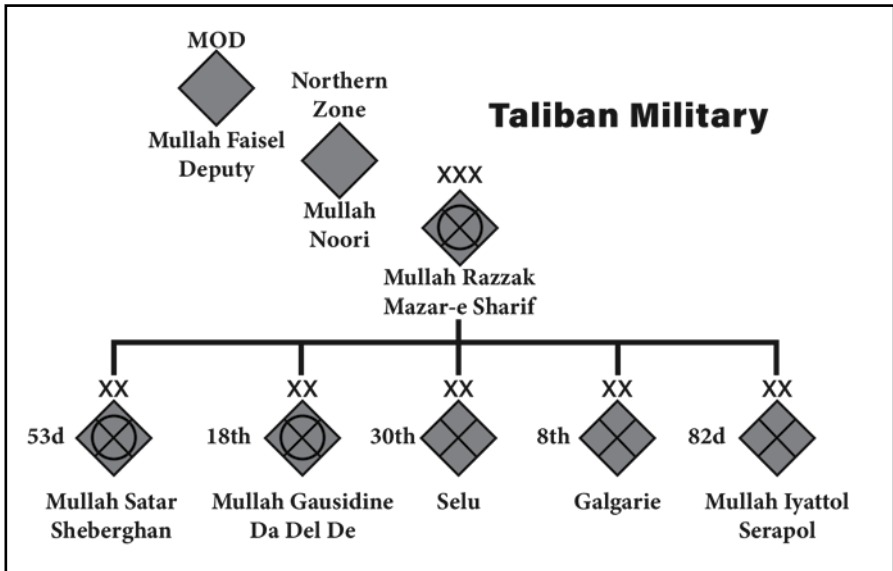 MOD
Mullah Faisel
Deputy
Northern
Zone
Mullah
Noori
Taliban Military
XXX
Mullah Razzak
Mazar-e Sharif
XX
53d
Mullah Satar
Sheberghan
XX
18th
Mullah Gausidine
Da Del De
XX
30th
Selu
XX
8th
Galgarie
XX
82d
Mullah Iyattol
Serapol